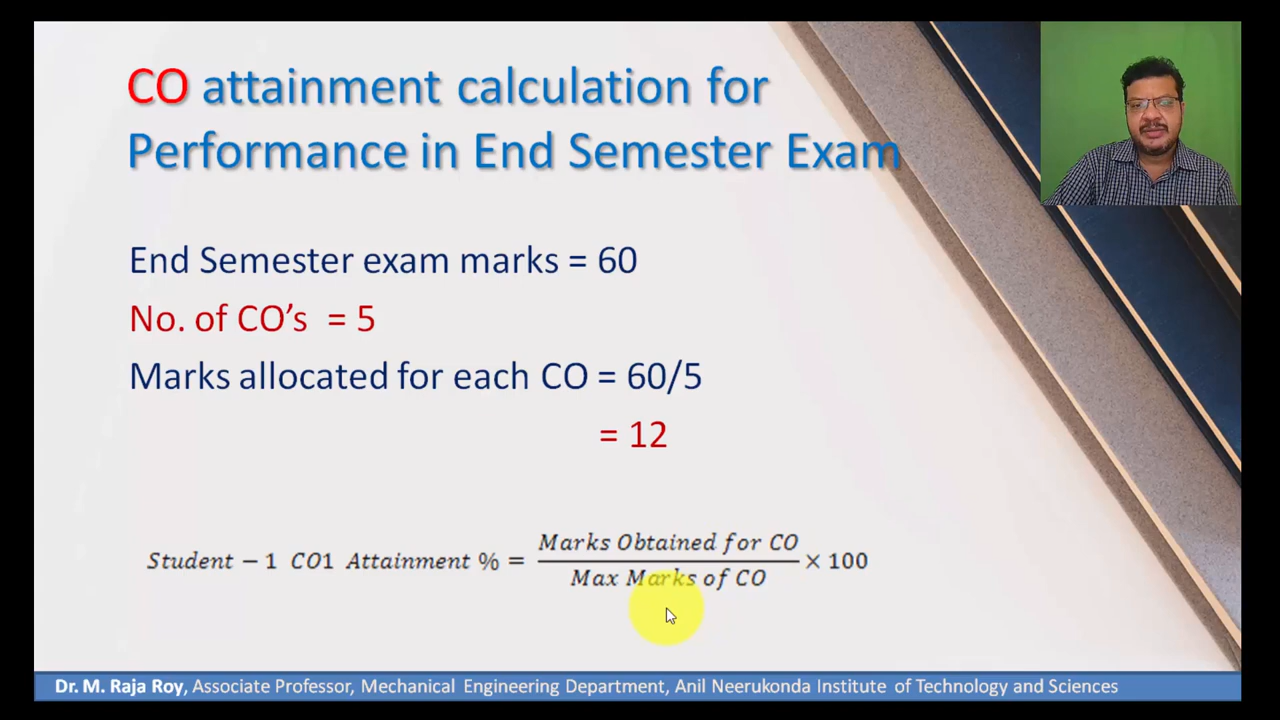 CO attainment calculation for
Performance in End Semester Exam
End Semester exam marks = 60
No. of CO’s = 5
Marks allocated for each CO = 60/5
= 12
Student − 1 CO1 Attainment % = Marks Obtained for CO / Max Marks of CO × 100
Dr. M. Raja Roy, Associate Professor, Mechanical Engineering Department, Anil Neerukonda Institute of Technology and Sciences